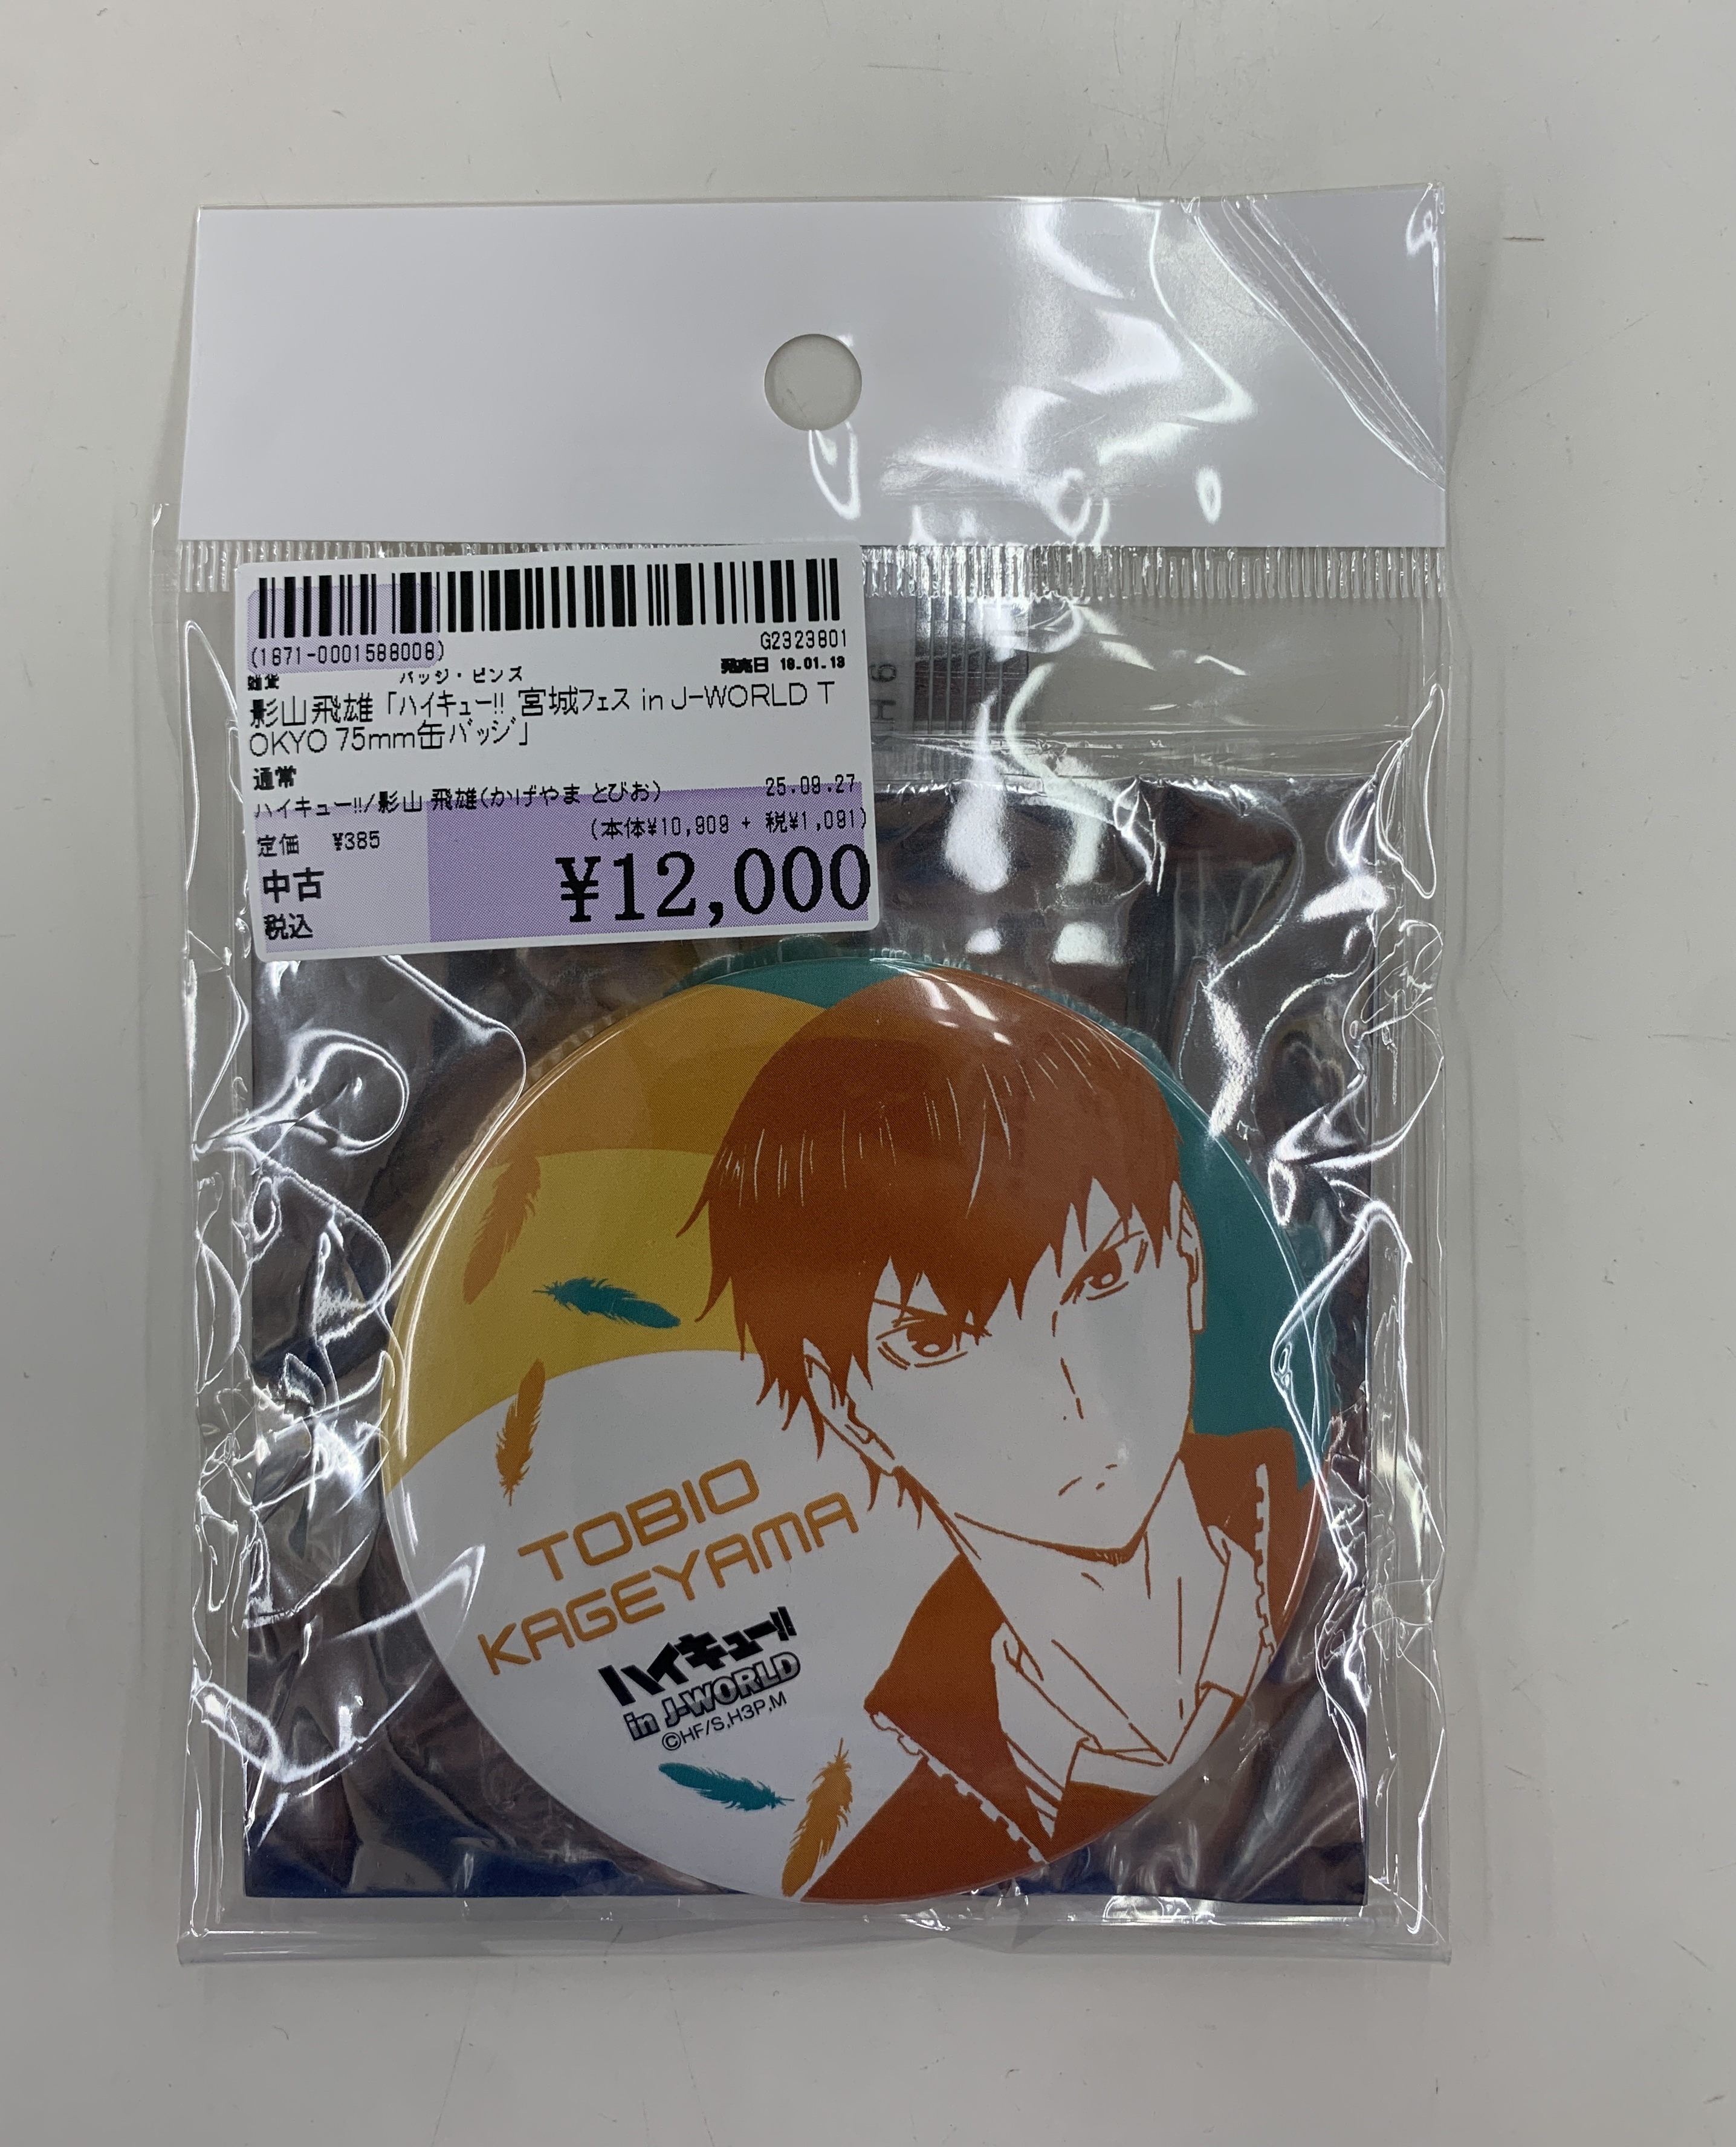 (1871-0001588008)
G2323801
発売日 18.01.13
雑貨
バッジ・ピンズ
影山飛雄「ハイキュー!! 宮城フェス in J-WORLD T
OKYO 75mm缶バッジ」
通常
ハイキュー!!/影山 飛雄(かげやま とびお)
25.09.27
定価 ¥385
(本体¥10,909 + 税¥1,091)
中古
税込
¥12,000
TOBIO
KAGEYAMA
ハイキュー!!
in J-WORLD
©HF/S,H3P,M